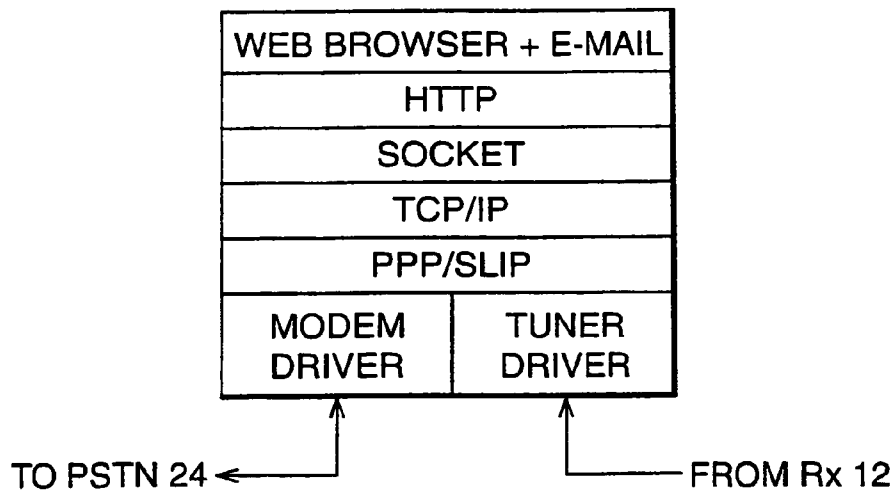 WEB BROWSER + E-MAIL
HTTP
SOCKET
TCP/IP
PPP/SLIP
MODEM
DRIVER
TUNER
DRIVER
TO PSTN 24
FROM Rx 12